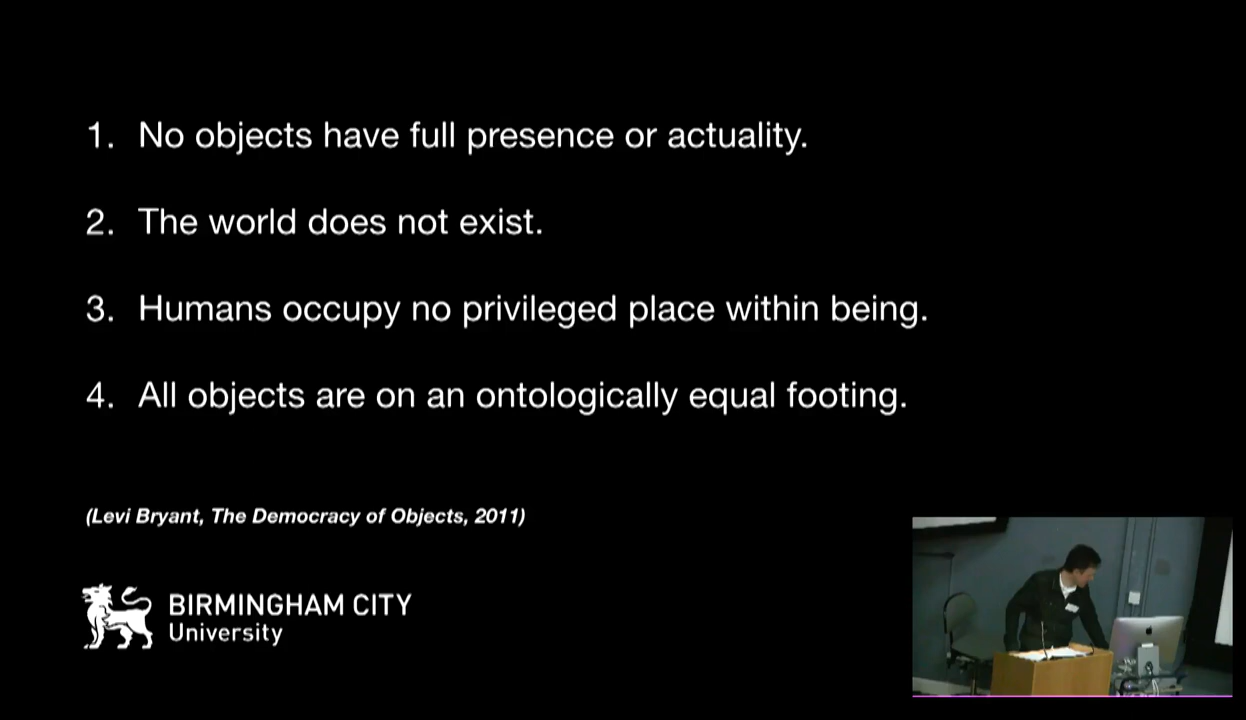 1. No objects have full presence or actuality.
2. The world does not exist.
3. Humans occupy no privileged place within being.
4. All objects are on an ontologically equal footing.
(Levi Bryant, The Democracy of Objects, 2011)
BIRMINGHAM CITY
University